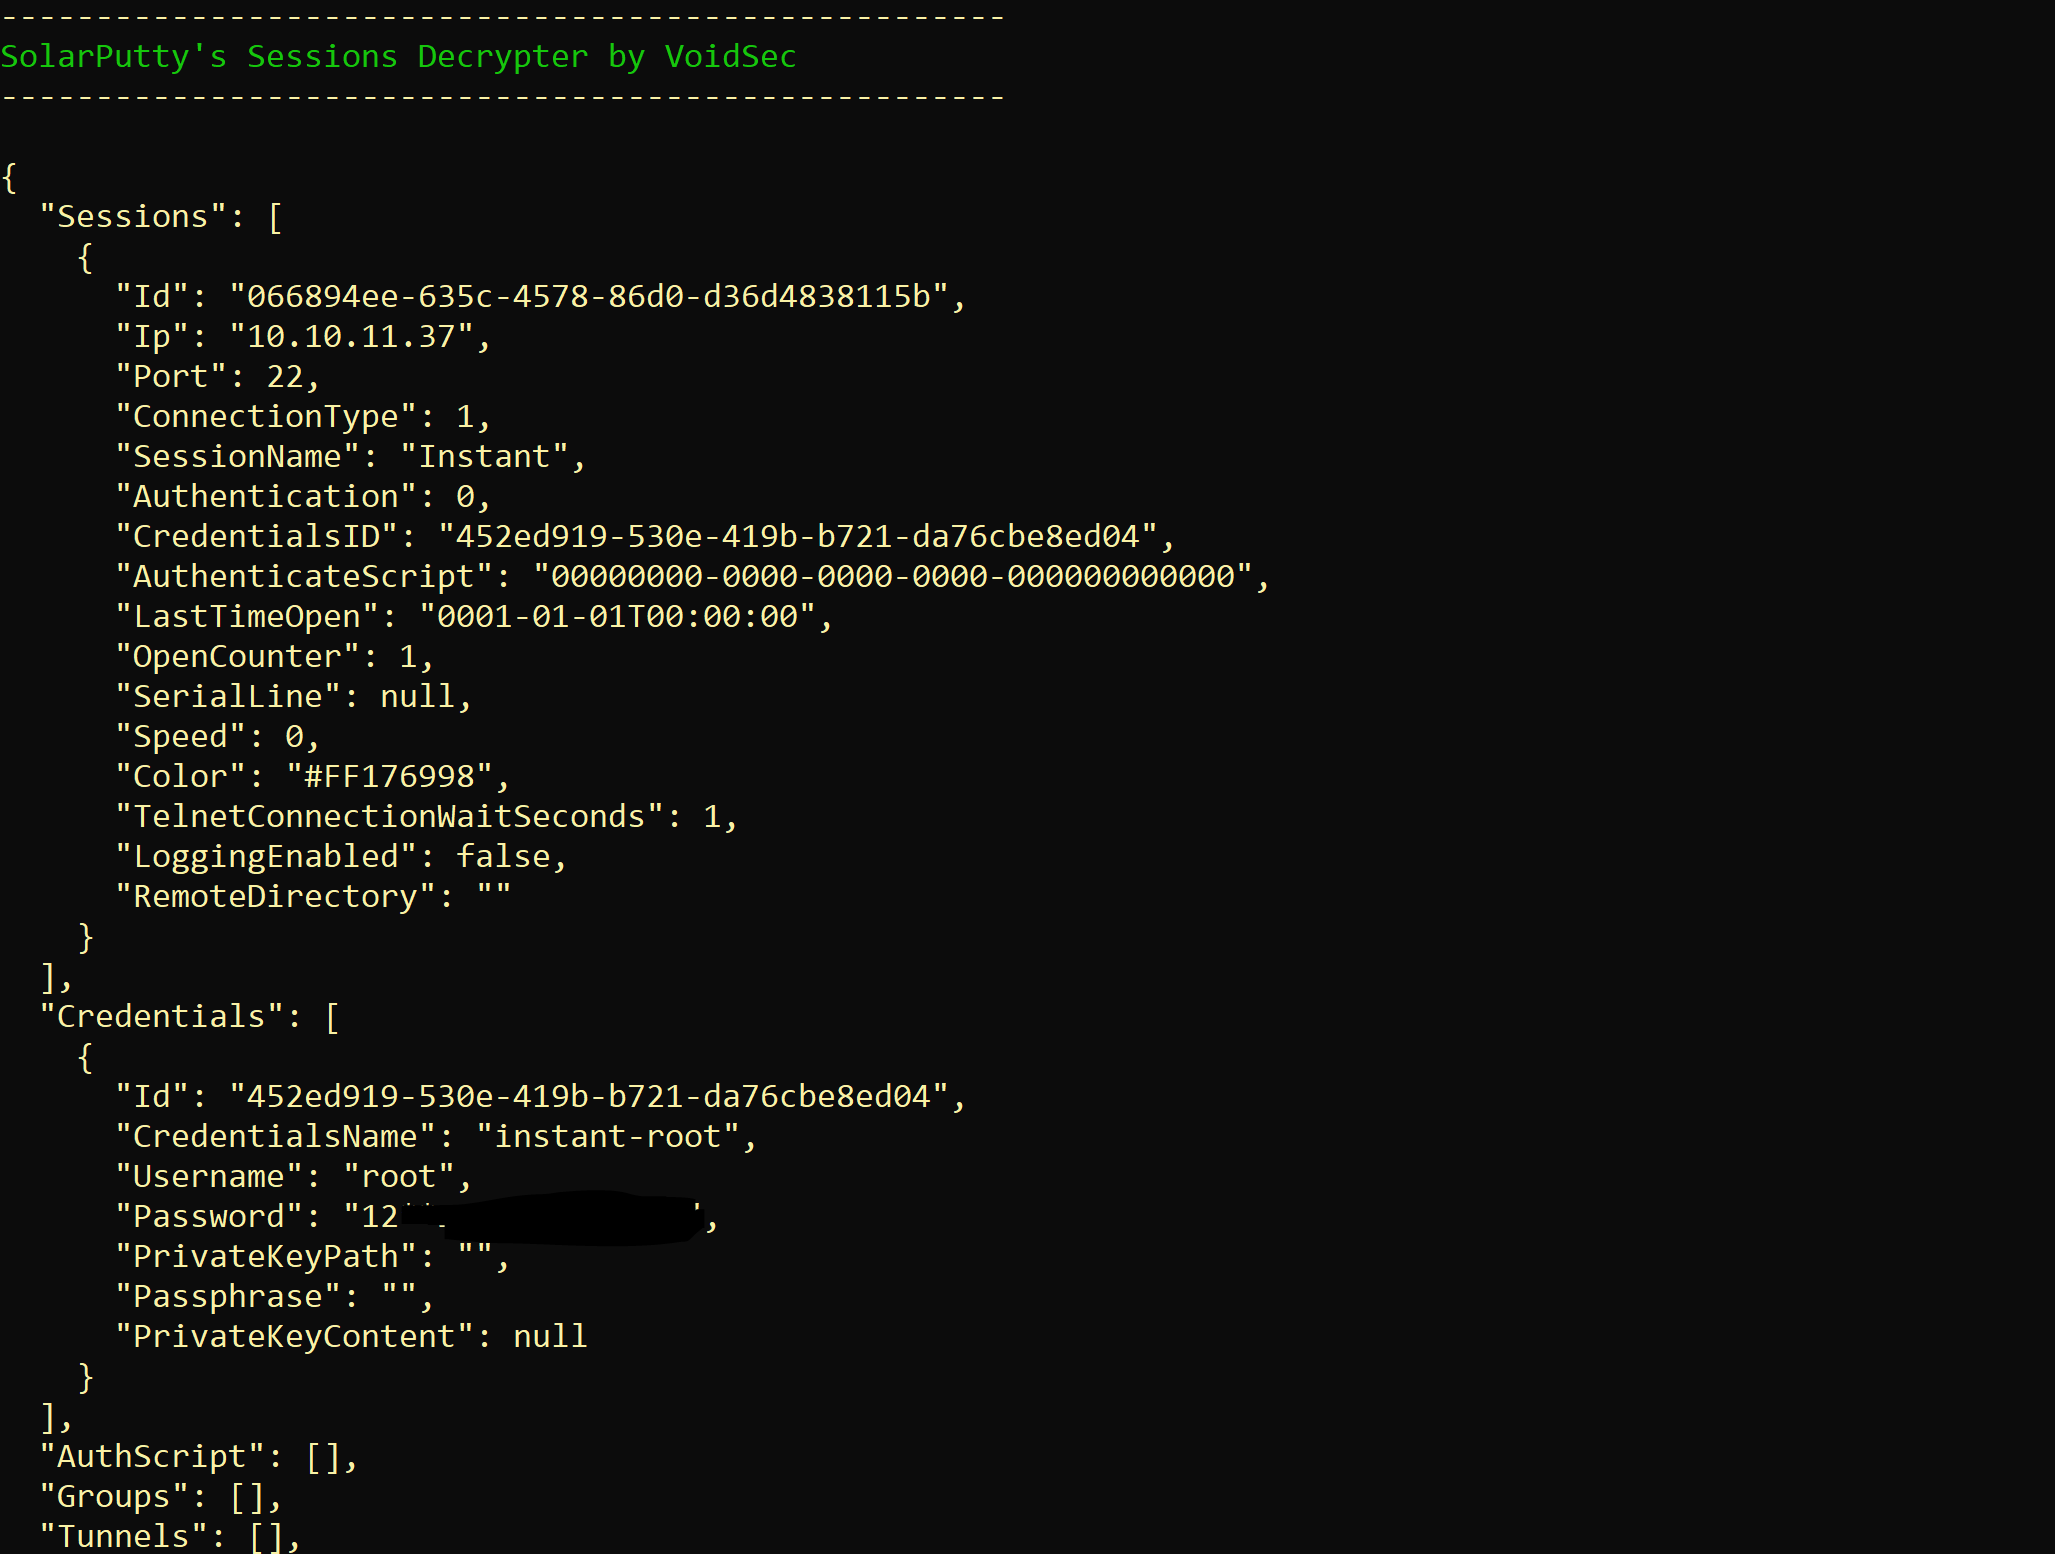 -----------------------------------------------------
SolarPutty's Sessions Decrypter by VoidSec
-----------------------------------------------------
{
  "Sessions": [
    {
      "Id": "066894ee-635c-4578-86d0-d36d4838115b",
      "Ip": "10.10.11.37",
      "Port": 22,
      "ConnectionType": 1,
      "SessionName": "Instant",
      "Authentication": 0,
      "CredentialsID": "452ed919-530e-419b-b721-da76cbe8ed04",
      "AuthenticateScript": "00000000-0000-0000-0000-000000000000",
      "LastTimeOpen": "0001-01-01T00:00:00",
      "OpenCounter": 1,
      "SerialLine": null,
      "Speed": 0,
      "Color": "#FF176998",
      "TelnetConnectionWaitSeconds": 1,
      "LoggingEnabled": false,
      "RemoteDirectory": ""
    }
  ],
  "Credentials": [
    {
      "Id": "452ed919-530e-419b-b721-da76cbe8ed04",
      "CredentialsName": "instant-root",
      "Username": "root",
      "Password": "12
      "PrivateKeyPath": "",
      "Passphrase": "",
      "PrivateKeyContent": null
    }
  ],
  "AuthScript": [],
  "Groups": [],
  "Tunnels": [],